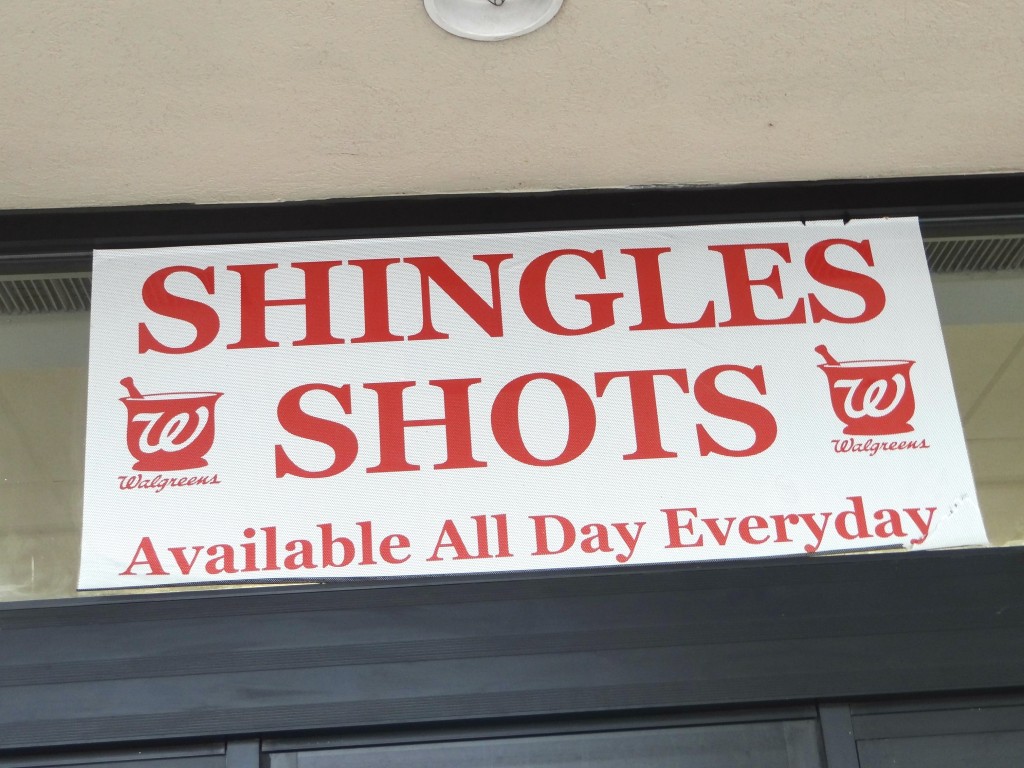 SHINGLES
SHOTS
W
Walgreens
W
Walgreens
Available All Day Everyday